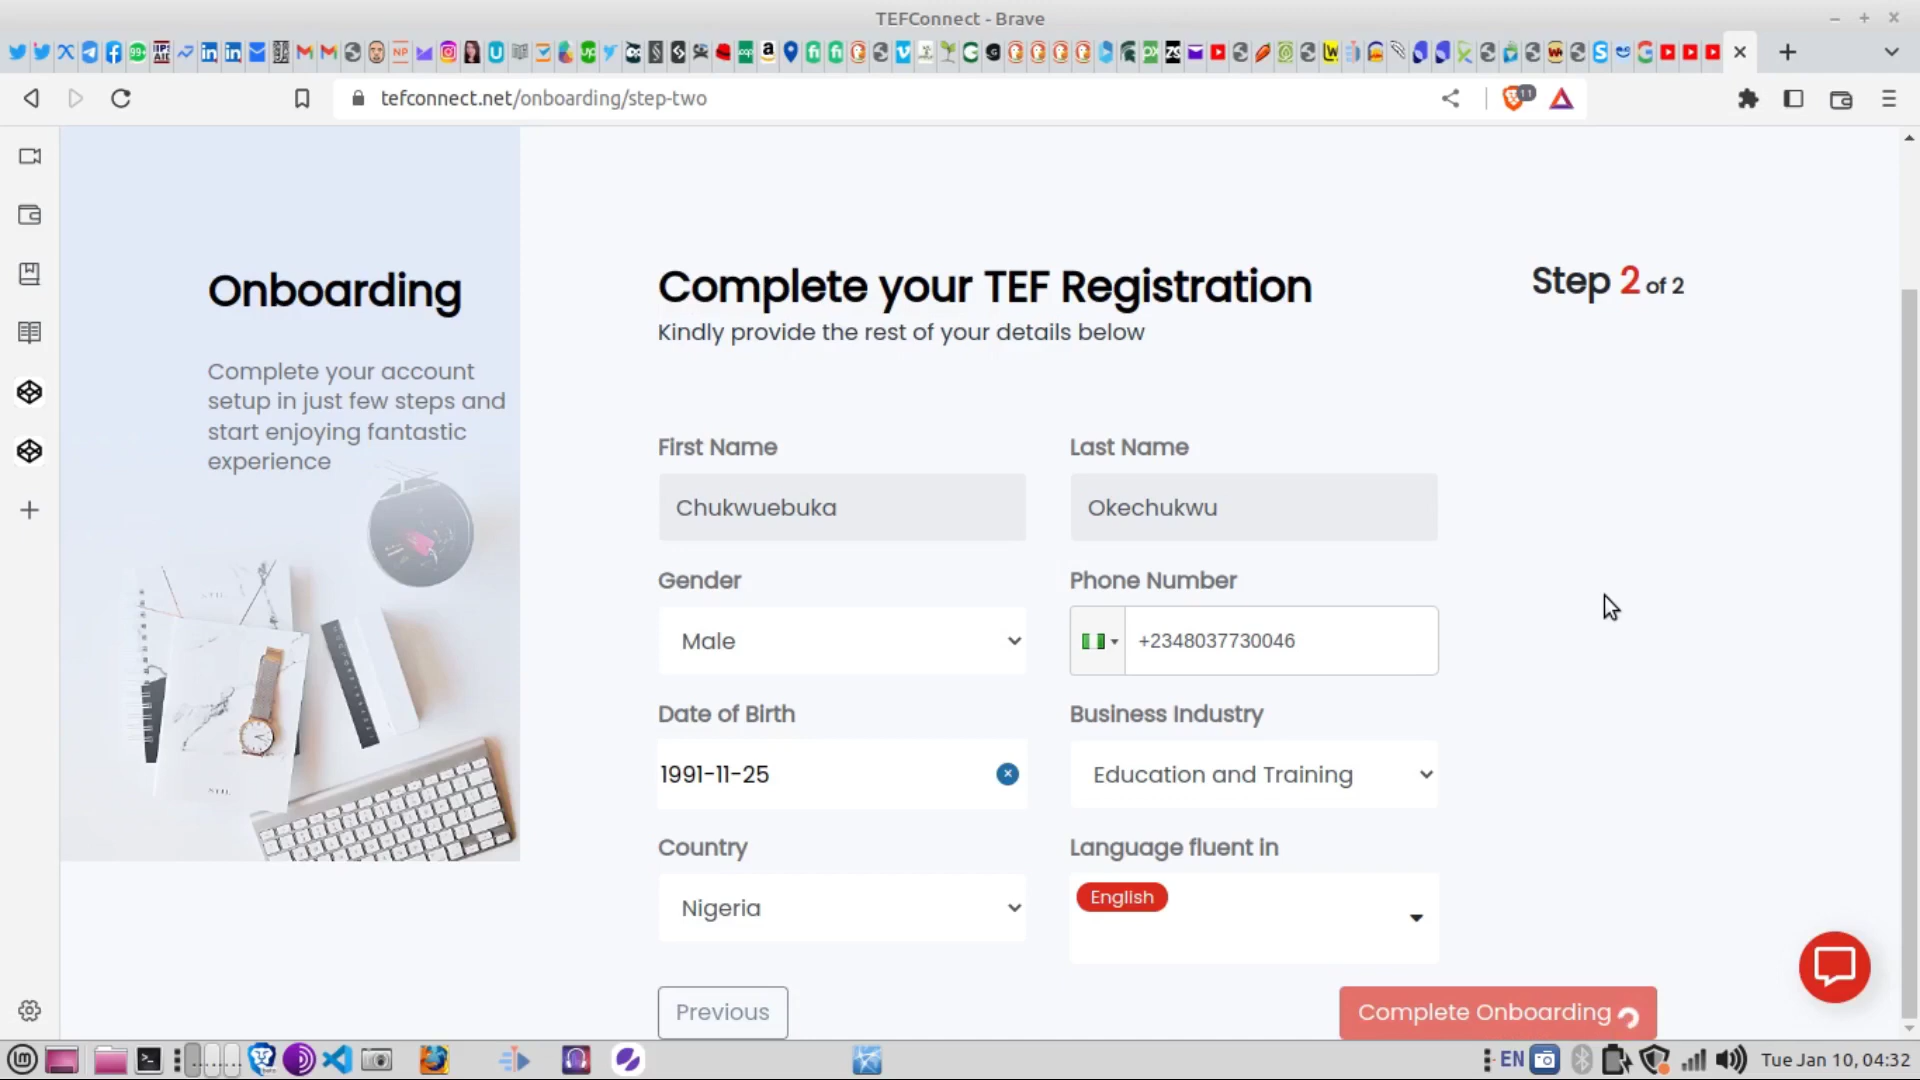 TEFConnect - Brave
tefconnect.net/onboarding/step-two
11
Onboarding
Complete your account
setup in just few steps and
start enjoying fantastic
experience
Complete your TEF Registration
Kindly provide the rest of your details below
Step 2 of 2
First Name
Last Name
Chukwuebuka
Okechukwu
Gender
Phone Number
Male
+2348037730046
Date of Birth
Business Industry
1991-11-25
Education and Training
Country
Language fluent in
Nigeria
English
Previous
Complete Onboarding
EN
Tue Jan 10, 04:32